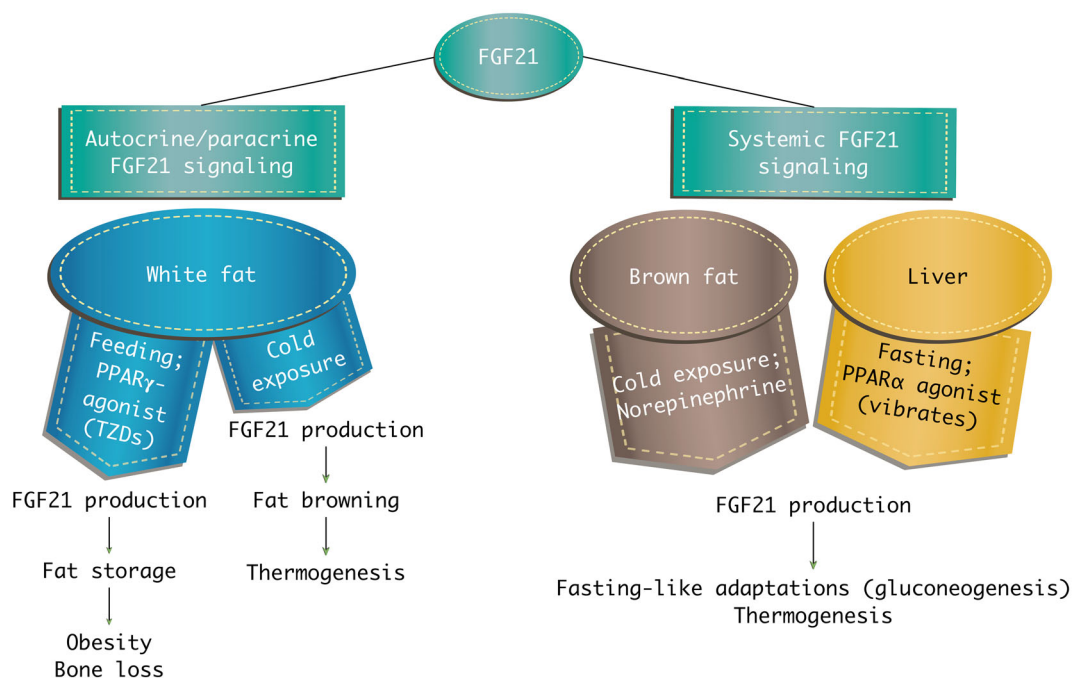 FGF21
Autocrine/paracrine
FGF21 signaling
Systemic FGF21
signaling
White fat
Feeding;
PPARγ-
agonist
(TZDs)
Cold
exposure
FGF21 production
Fat storage
Obesity
Bone loss
FGF21 production
Fat browning
Thermogenesis
Brown fat
Cold exposure;
Norepinephrine
Liver
Fasting;
PPARα agonist
(vibrates)
FGF21 production
Fasting-like adaptations (gluconeogenesis)
Thermogenesis